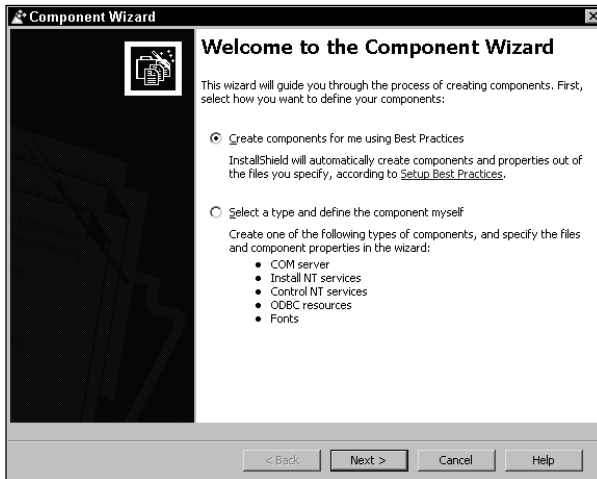 Component Wizard
Welcome to the Component Wizard
This wizard will guide you through the process of creating components. First,
select how you want to define your components:
Create components for me using Best Practices
InstallShield will automatically create components and properties out of
the files you specify, according to Setup Best Practices.
Select a type and define the component myself
Create one of the following types of components, and specify the files
and component properties in the wizard:
• COM server
• Install NT services
• Control NT services
• ODBC resources
• Fonts
< Back Next > Cancel Help